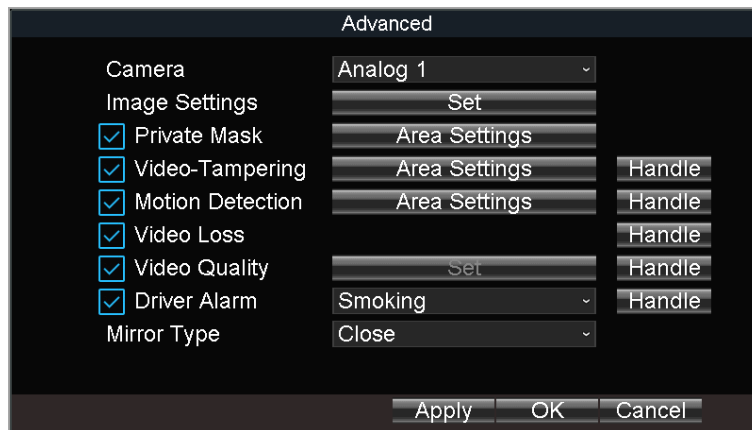 Advanced
Camera Analog 1
Image Settings Set
Private Mask Area Settings
Video-Tampering Area Settings Handle
Motion Detection Area Settings Handle
Video Loss Handle
Video Quality Set Handle
Driver Alarm Smoking Handle
Mirror Type Close
Apply OK Cancel